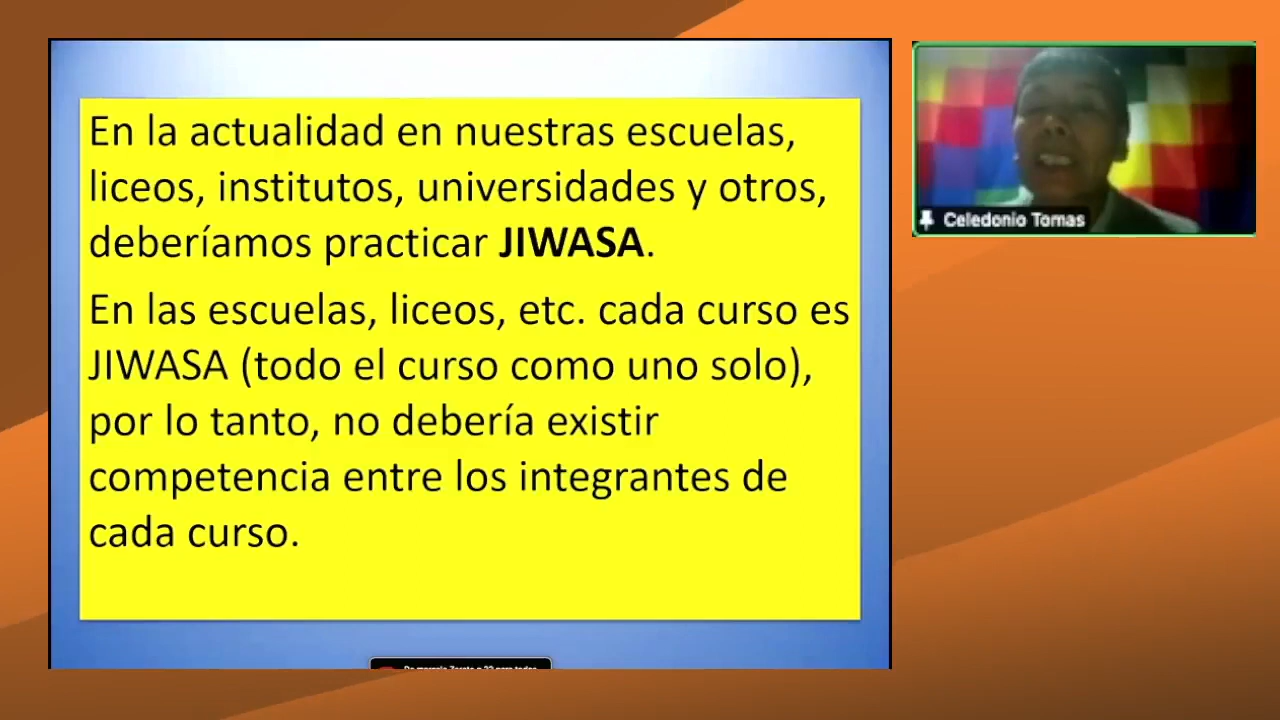 En la actualidad en nuestras escuelas,
liceos, institutos, universidades y otros,
deberíamos practicar JIWASA.
En las escuelas, liceos, etc. cada curso es
JIWASA (todo el curso como uno solo),
por lo tanto, no debería existir
competencia entre los integrantes de
cada curso.
Celedonio Tomas